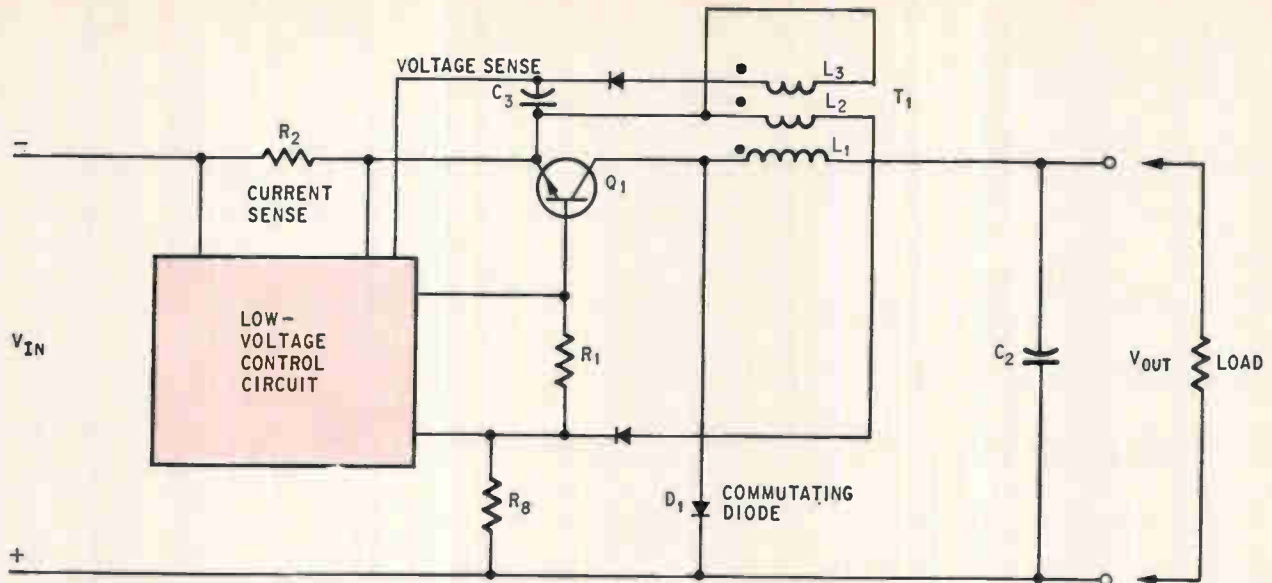 VOLTAGE SENSE
C3
L3
L2
T1
L1
−
R2
CURRENT
SENSE
Q1
VIN
LOW-
VOLTAGE
CONTROL
CIRCUIT
R1
C2
VOUT
LOAD
R8
D1
COMMUTATING
DIODE
+